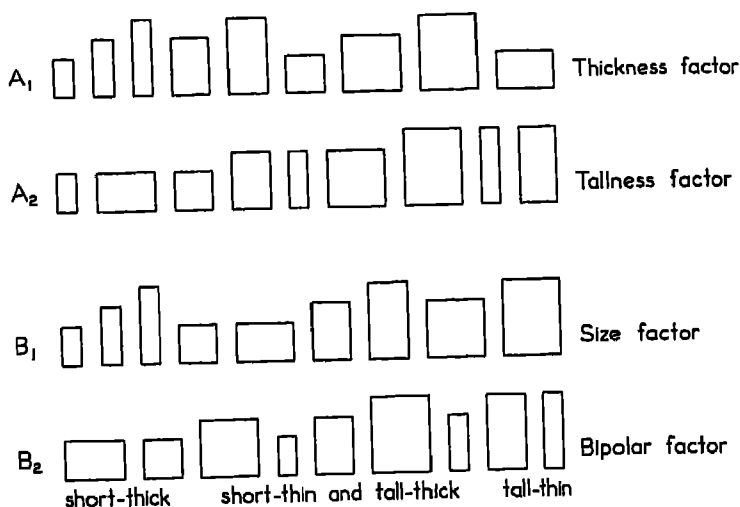 A₁ Thickness factor
A₂ Tallness factor
B₁ Size factor
B₂ Bipolar factor
short-thick short-thin and tall-thick tall-thin